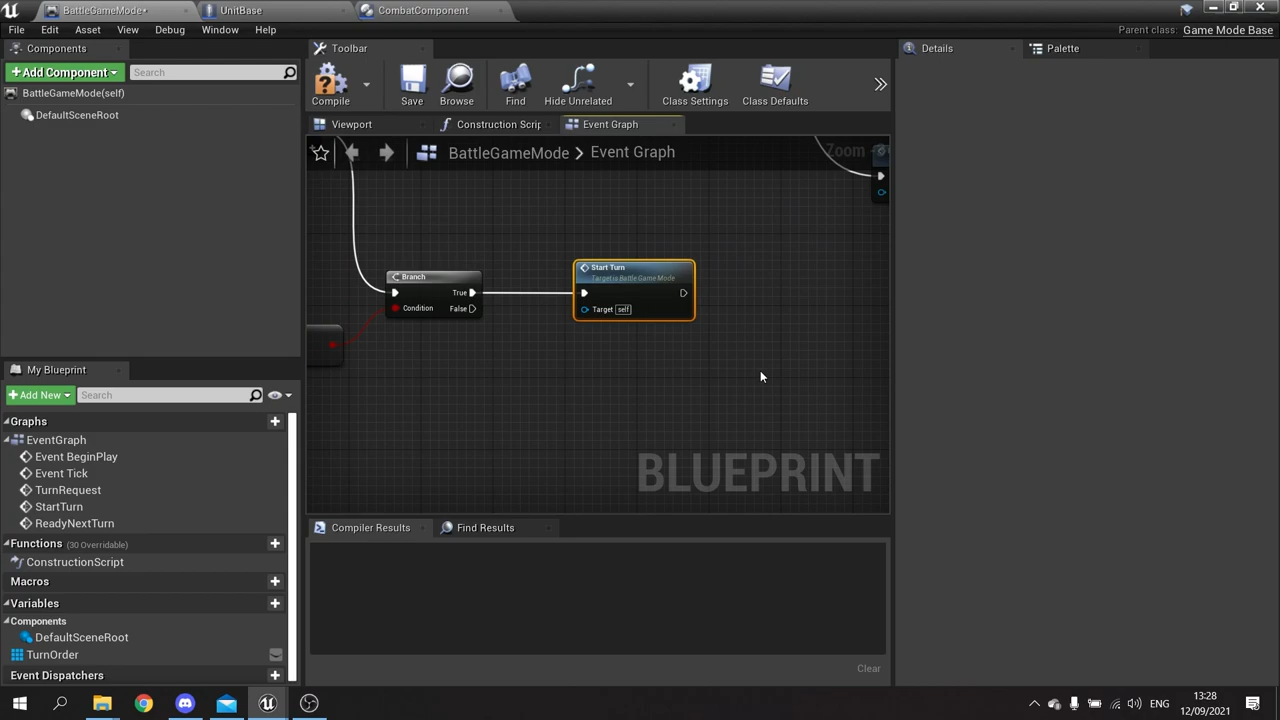 BattleGameMode*
UnitBase
CombatComponent
File Edit Asset View Debug Window Help
Parent class: Game Mode Base
Components
Add Component
Search
BattleGameMode(self)
DefaultSceneRoot
Toolbar
Compile
Save
Browse
Find
Hide Unrelated
Class Settings
Class Defaults
Viewport
Construction Scrip
Event Graph
BattleGameMode > Event Graph
Zoom
Branch
True
Condition
False
Start Turn
Target is Battle Game Mode
Target self
BLUEPRINT
Details
Palette
My Blueprint
Add New
Search
Graphs
EventGraph
Event BeginPlay
Event Tick
TurnRequest
StartTurn
ReadyNextTurn
Functions (30 Overridable)
ConstructionScript
Macros
Variables
Components
DefaultSceneRoot
TurnOrder
Event Dispatchers
Compiler Results
Find Results
Clear
ENG
13:28
12/09/2021